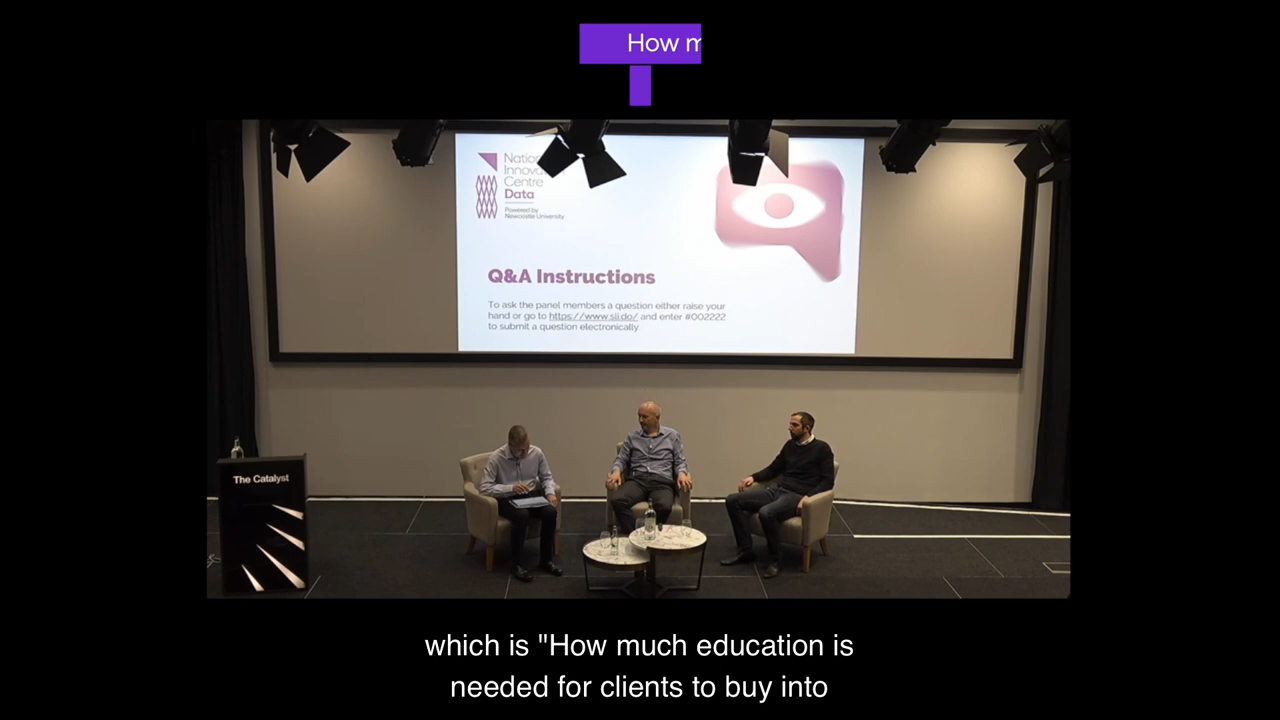 How m
Centre
Data
Powered by
Newcastle University
Q&A Instructions
To ask the panel members a question either raise your
hand or go to https://www.sli.do/ and enter #002222
to submit a question electronically.
The Catalyst
which is "How much education is
needed for clients to buy into